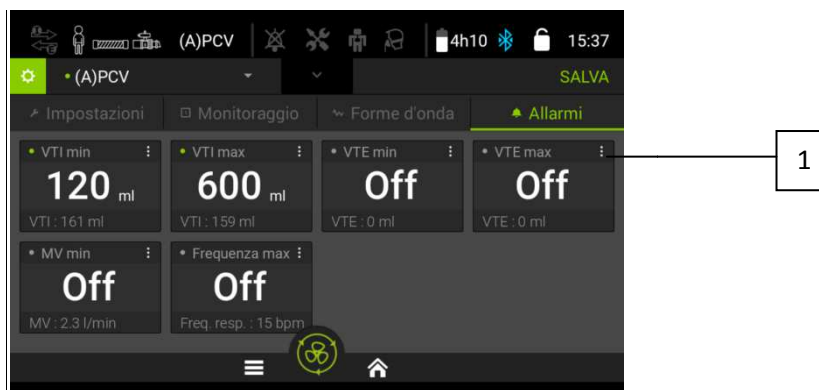 (A)PCV 4h10 15:37
(A)PCV SALVA
Impostazioni Monitoraggio Forme d'onda Allarmi
VTI min VTI max VTE min VTE max
120 ml 600 ml Off Off
VTI : 161 ml VTI : 159 ml VTE : 0 ml VTE : 0 ml
MV min Frequenza max
Off Off
MV : 2.3 l/min Freq. resp. : 15 bpm
1